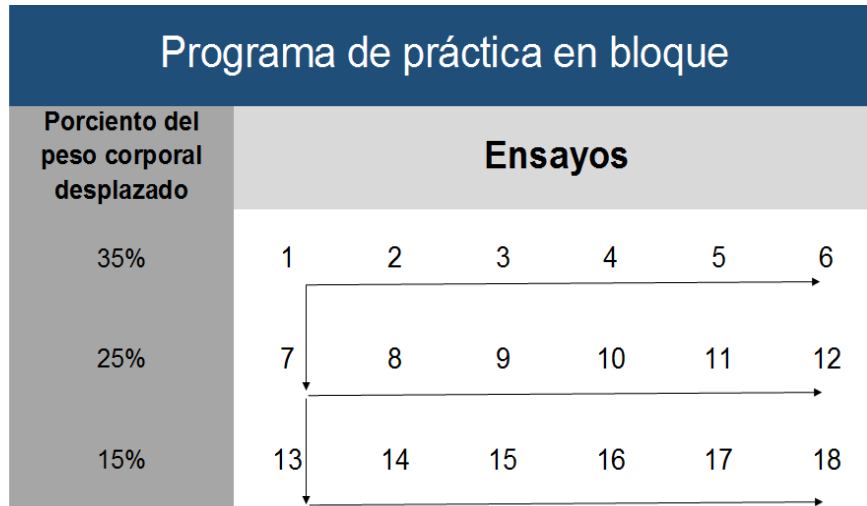 Programa de práctica en bloque
Porciento del
peso corporal
desplazado
Ensayos
35% 1 2 3 4 5 6
25% 7 8 9 10 11 12
15% 13 14 15 16 17 18